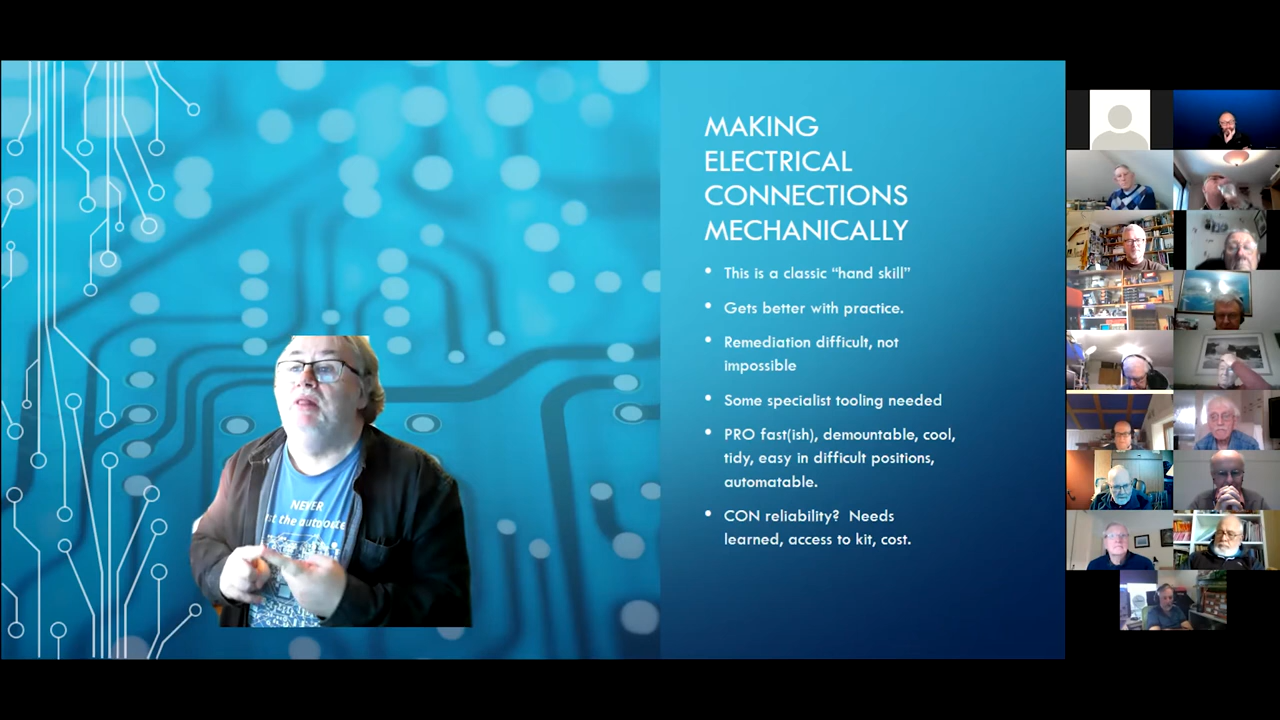 MAKING
ELECTRICAL
CONNECTIONS
MECHANICALLY
• This is a classic “hand skill”
• Gets better with practice.
• Remediation difficult, not
impossible
• Some specialist tooling needed
• PRO fast(ish), demountable, cool,
tidy, easy in difficult positions,
automatable.
• CON reliability?  Needs
learned, access to kit, cost.
NEVER
the autoroute